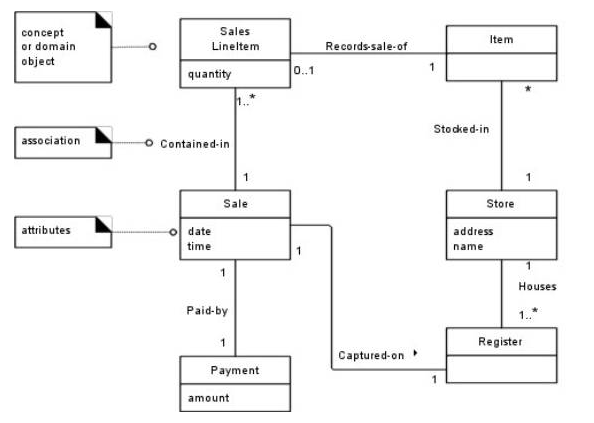 concept
or domain
object
Sales
LineItem
quantity
Records-sale-of
0..1
1
Item
1..*
*
association
Contained-in
Stocked-in
1
1
attributes
Sale
date
time
Store
address
name
1
1
1
Houses
Paid-by
1..*
1
Captured-on
Register
1
Payment
amount